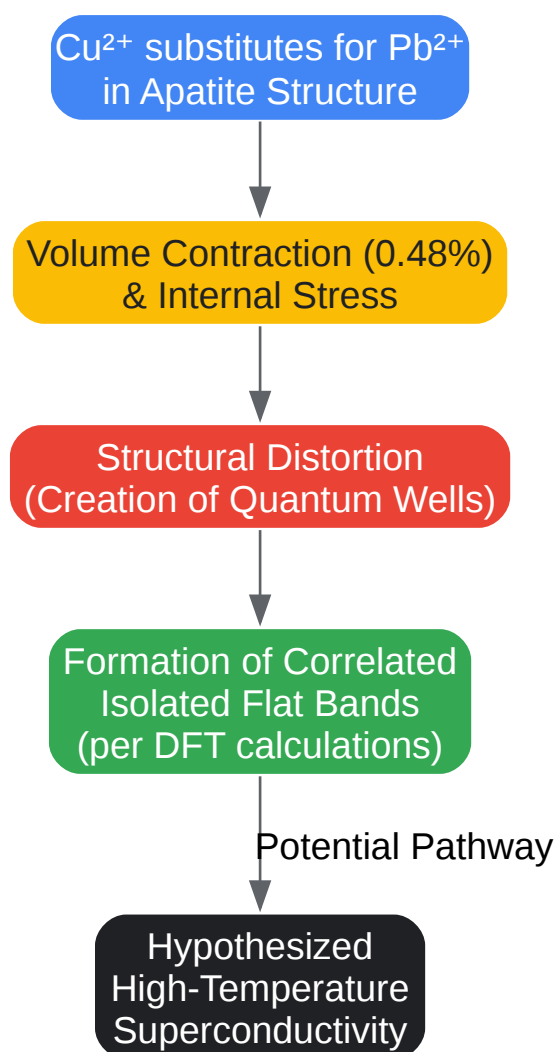 Cu²⁺ substitutes for Pb²⁺
in Apatite Structure
Volume Contraction (0.48%)
& Internal Stress
Structural Distortion
(Creation of Quantum Wells)
Formation of Correlated
Isolated Flat Bands
(per DFT calculations)
Potential Pathway
Hypothesized
High-Temperature
Superconductivity